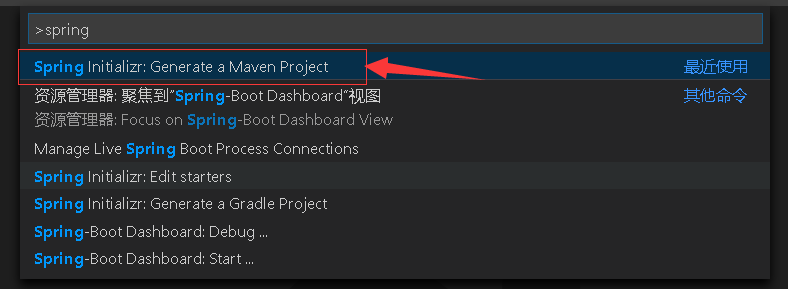 >spring
Spring Initializr: Generate a Maven Project 最近使用
资源管理器: 聚焦到"Spring-Boot Dashboard"视图 其他命令
资源管理器: Focus on Spring-Boot Dashboard View
Manage Live Spring Boot Process Connections
Spring Initializr: Edit starters
Spring Initializr: Generate a Gradle Project
Spring-Boot Dashboard: Debug ...
Spring-Boot Dashboard: Start ...